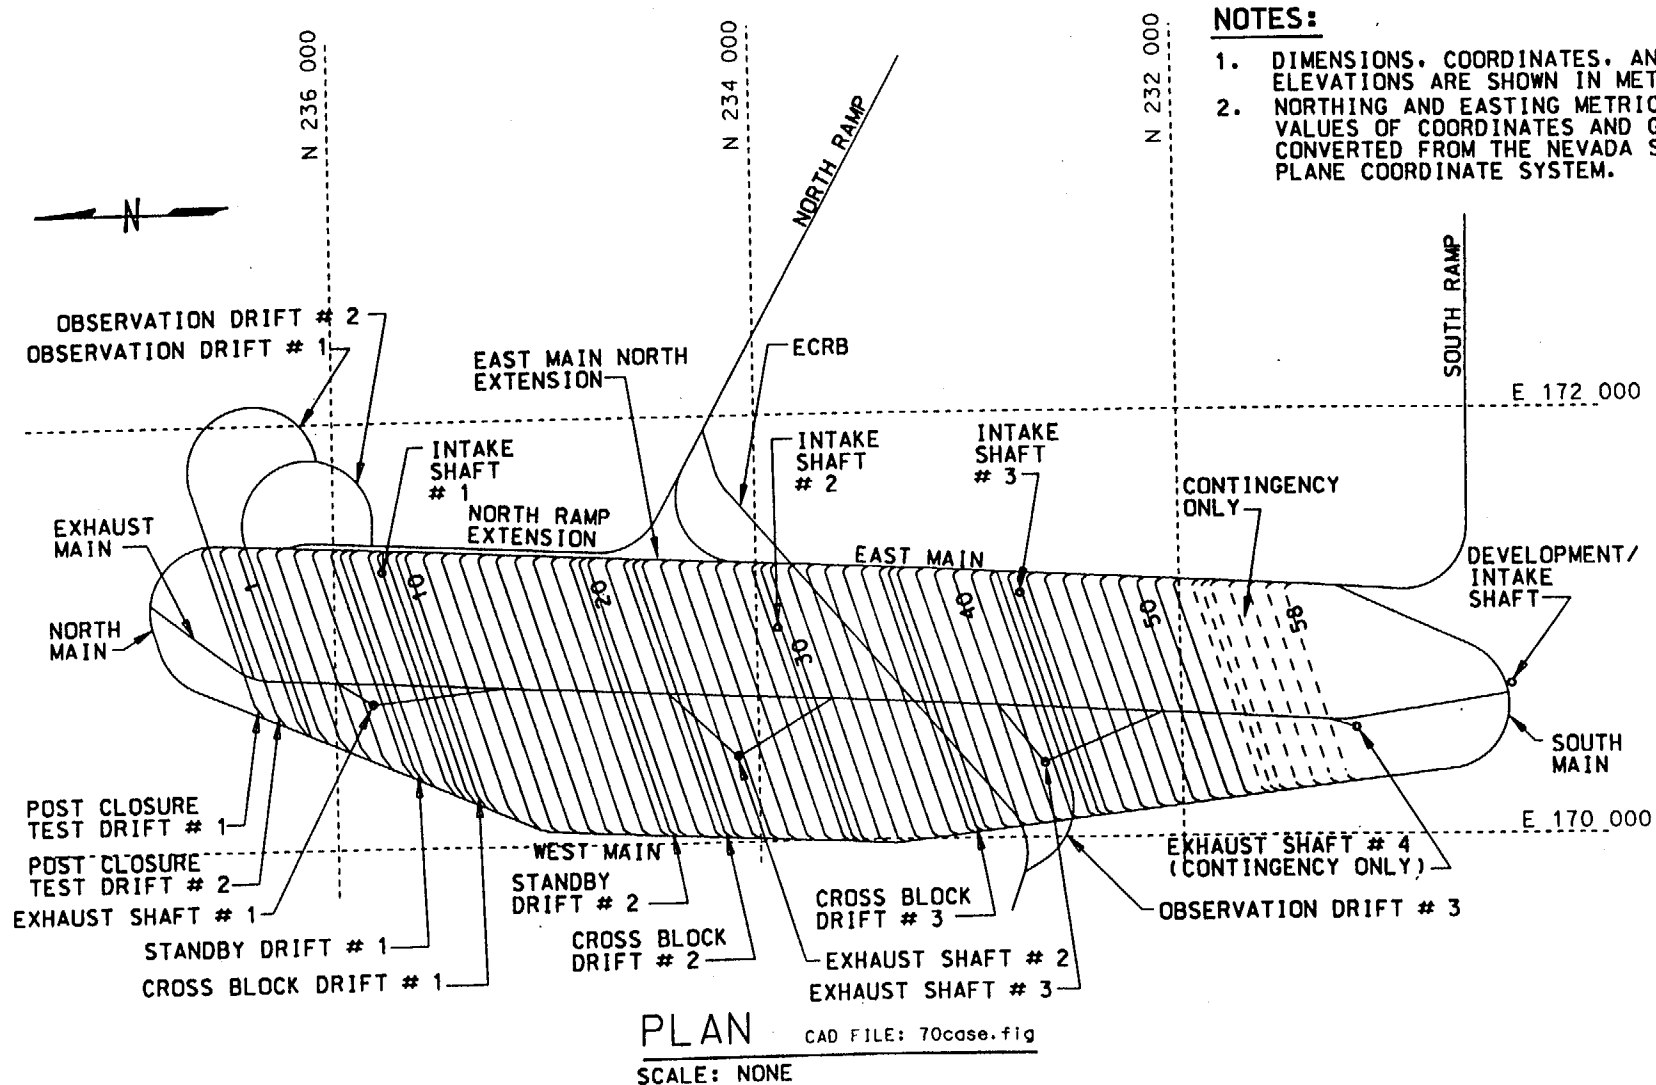 NOTES:
1. DIMENSIONS, COORDINATES, AN
ELEVATIONS ARE SHOWN IN MET
2. NORTHING AND EASTING METRIC
VALUES OF COORDINATES AND G
CONVERTED FROM THE NEVADA S
PLANE COORDINATE SYSTEM.
N 236 000
N 234 000
N 232 000
N
NORTH RAMP
SOUTH RAMP
OBSERVATION DRIFT # 2
OBSERVATION DRIFT # 1
EAST MAIN NORTH
EXTENSION
ECRB
E 172 000
INTAKE
SHAFT
# 1
INTAKE
SHAFT
# 2
INTAKE
SHAFT
# 3
CONTINGENCY
ONLY
NORTH RAMP
EXTENSION
EXHAUST
MAIN
EAST MAIN
DEVELOPMENT/
INTAKE
SHAFT
1
10
20
30
40
50
58
NORTH
MAIN
SOUTH
MAIN
POST CLOSURE
TEST DRIFT # 1
E 170 000
WEST MAIN
POST CLOSURE
TEST DRIFT # 2
EXHAUST SHAFT # 4
(CONTINGENCY ONLY)
EXHAUST SHAFT # 1
STANDBY
DRIFT # 2
CROSS BLOCK
DRIFT # 3
OBSERVATION DRIFT # 3
STANDBY DRIFT # 1
CROSS BLOCK
DRIFT # 2
EXHAUST SHAFT # 2
CROSS BLOCK DRIFT # 1
EXHAUST SHAFT # 3
PLAN
CAD FILE: 70case.fig
SCALE: NONE